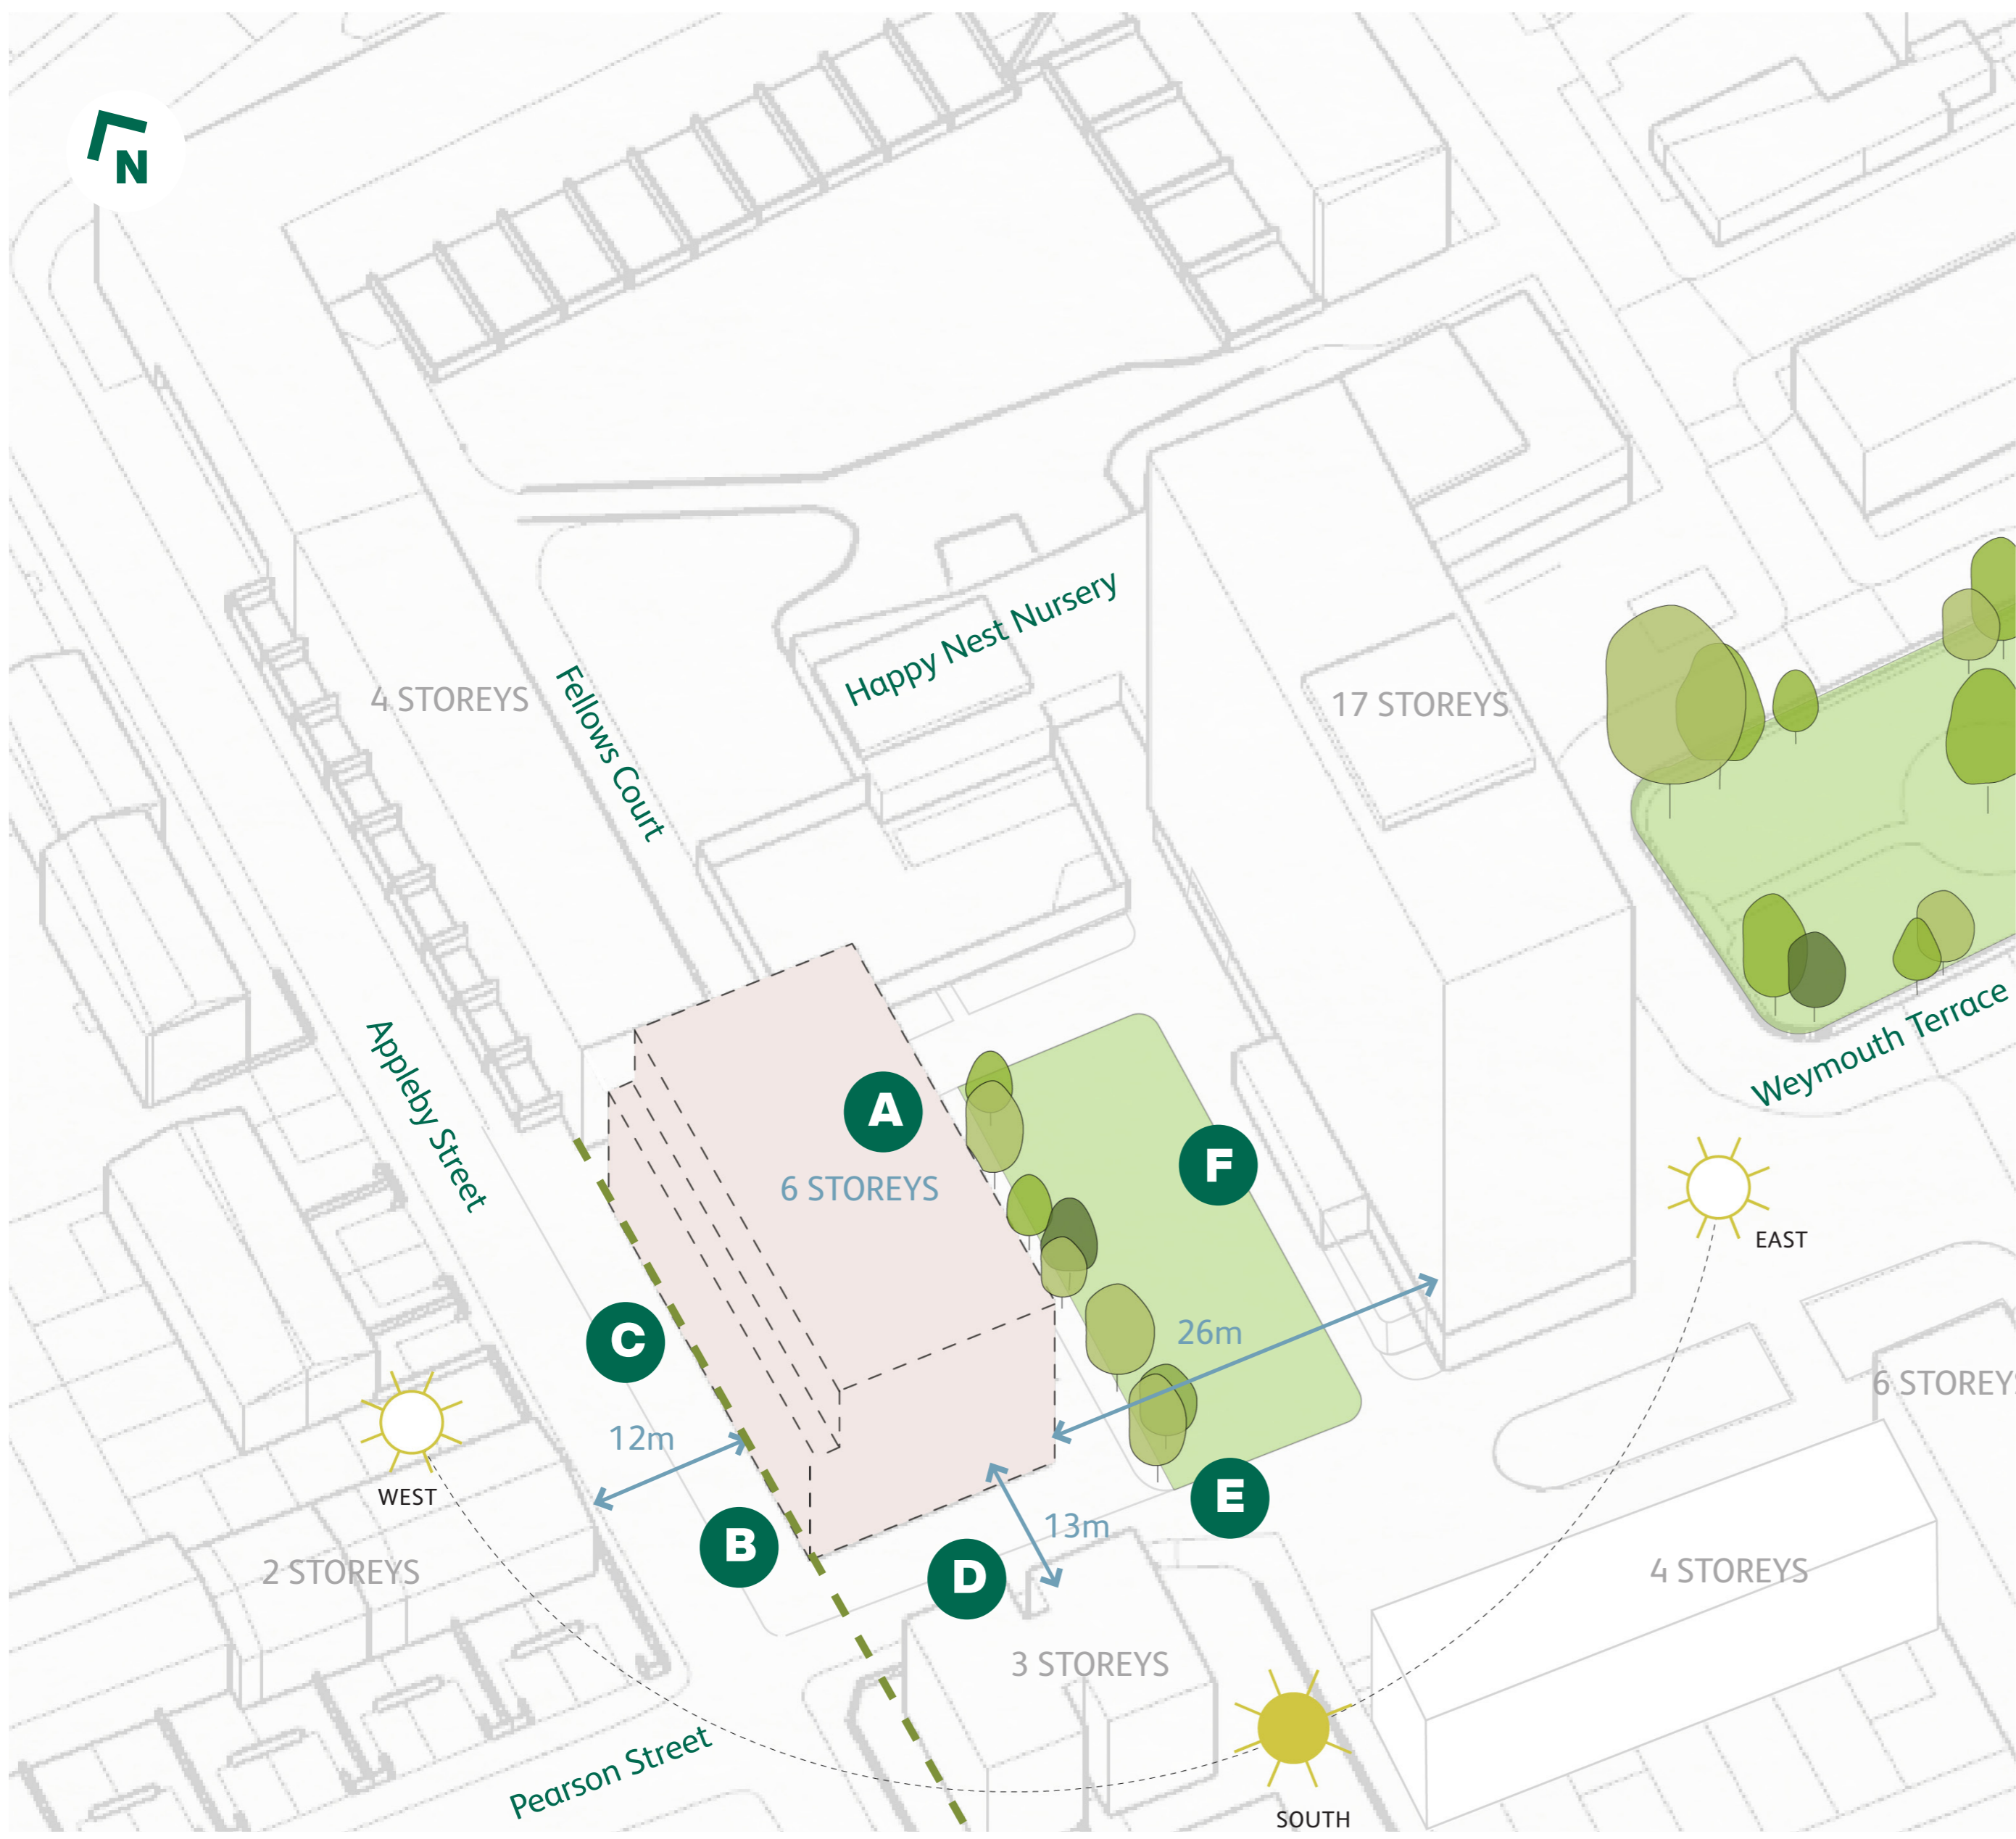 N
Happy Nest Nursery
4 STOREYS
Fellows Court
17 STOREYS
Weymouth Terrace
Appleby Street
A
6 STOREYS
F
EAST
C
26m
6 STOREYS
12m
WEST
E
B
13m
D
2 STOREYS
4 STOREYS
3 STOREYS
Pearson Street
SOUTH